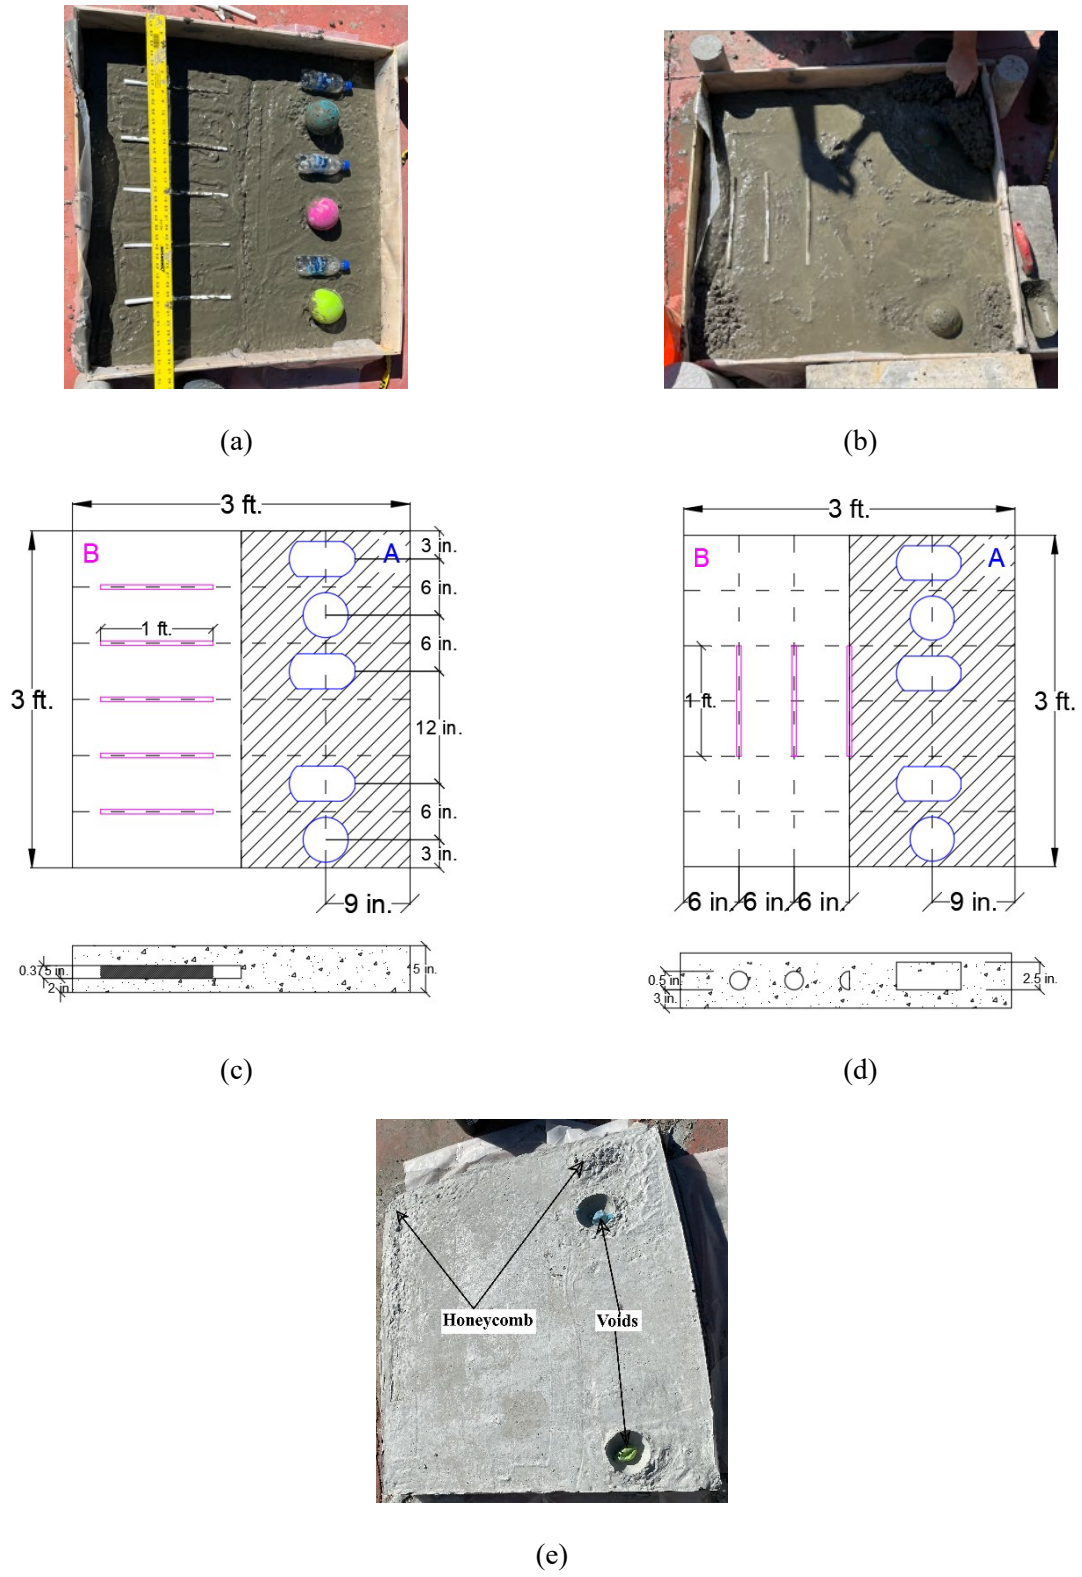 (a)
(b)
3 ft.
B
A
3 in.
6 in.
1 ft.
6 in.
3 ft.
12 in.
6 in.
3 in.
9 in.
0.375 in.
2 in.
5 in.
(c)
3 ft.
B
A
1 ft.
3 ft.
6 in.
6 in.
6 in.
9 in.
0.5 in.
3 in.
2.5 in.
(d)
Honeycomb
Voids
(e)